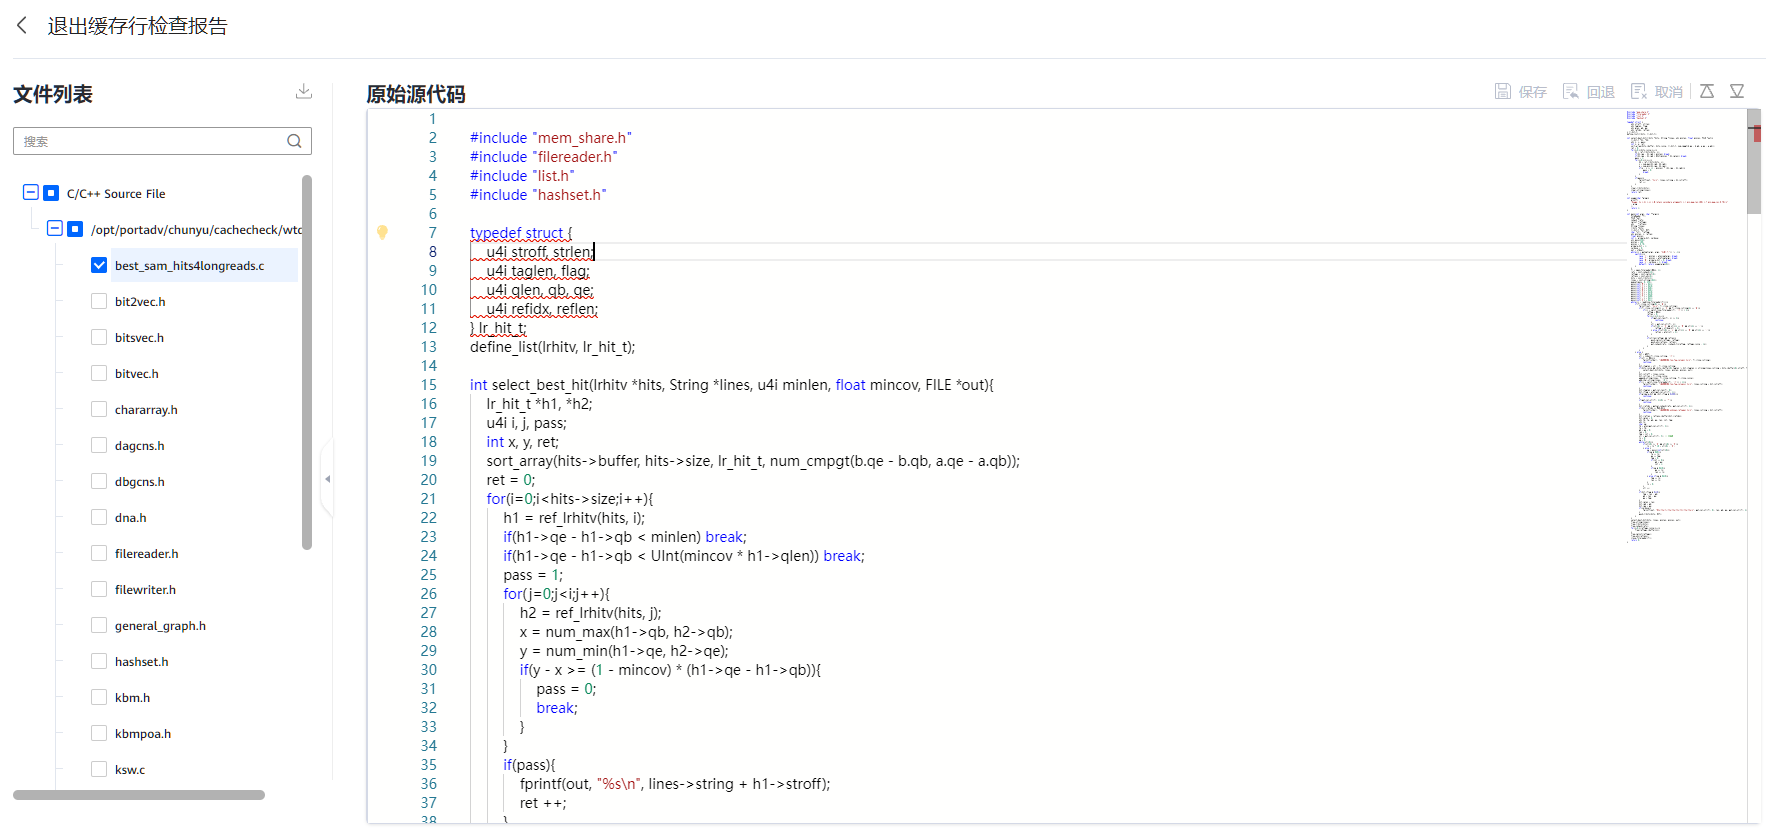 退出缓存行检查报告
文件列表
搜索
C/C++ Source File
/opt/portadv/chunyu/cachecheck/wtd
best_sam_hits4longreads.c
bit2vec.h
bitsvec.h
bitvec.h
chararray.h
dagcns.h
dbgcns.h
dna.h
filereader.h
filewriter.h
general_graph.h
hashset.h
kbm.h
kbmpoa.h
ksw.c
原始源代码
保存 回退 取消
1
2 #include "mem_share.h"
3 #include "filereader.h"
4 #include "list.h"
5 #include "hashset.h"
6
7 typedef struct {
8 u4i stroff, strlen;
9 u4i taglen, flag;
10 u4i qlen, qb, qe;
11 u4i refidx, reflen;
12 } lr_hit_t;
13 define_list(lrhitv, lr_hit_t);
14
15 int select_best_hit(lrhitv *hits, String *lines, u4i minlen, float mincov, FILE *out){
16 lr_hit_t *h1, *h2;
17 u4i i, j, pass;
18 int x, y, ret;
19 sort_array(hits->buffer, hits->size, lr_hit_t, num_cmpgt(b.qe - b.qb, a.qe - a.qb));
20 ret = 0;
21 for(i=0;i<hits->size;i++){
22 h1 = ref_lrhitv(hits, i);
23 if(h1->qe - h1->qb < minlen) break;
24 if(h1->qe - h1->qb < UInt(mincov * h1->qlen)) break;
25 pass = 1;
26 for(j=0;j<i;j++){
27 h2 = ref_lrhitv(hits, j);
28 x = num_max(h1->qb, h2->qb);
29 y = num_min(h1->qe, h2->qe);
30 if(y - x >= (1 - mincov) * (h1->qe - h1->qb)){
31 pass = 0;
32 break;
33 }
34 }
35 if(pass){
36 fprintf(out, "%s\n", lines->string + h1->stroff);
37 ret ++;
38 }